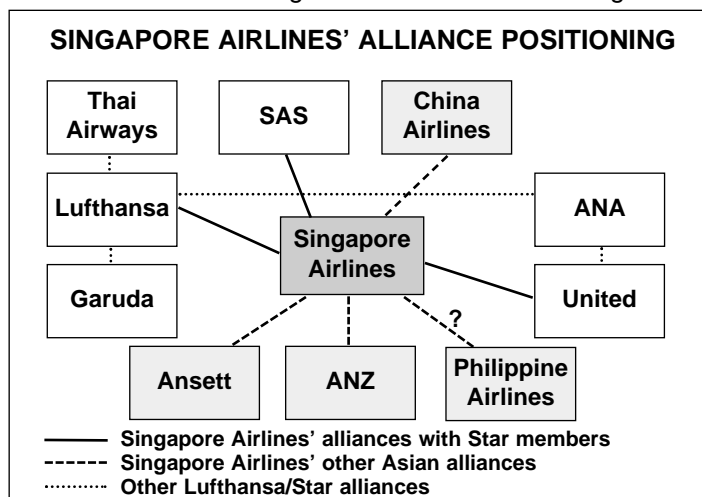 SINGAPORE AIRLINES' ALLIANCE POSITIONING
Thai
Airways
SAS
China
Airlines
Lufthansa
ANA
Singapore
Airlines
Garuda
United
?
Ansett
ANZ
Philippine
Airlines
Singapore Airlines' alliances with Star members
Singapore Airlines' other Asian alliances
Other Lufthansa/Star alliances